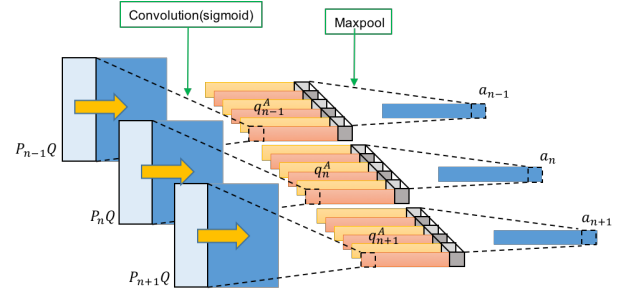 Convolution(sigmoid)
Maxpool
P_{n-1}Q
q^A_{n-1}
a_{n-1}
P_nQ
q^A_n
a_n
P_{n+1}Q
q^A_{n+1}
a_{n+1}